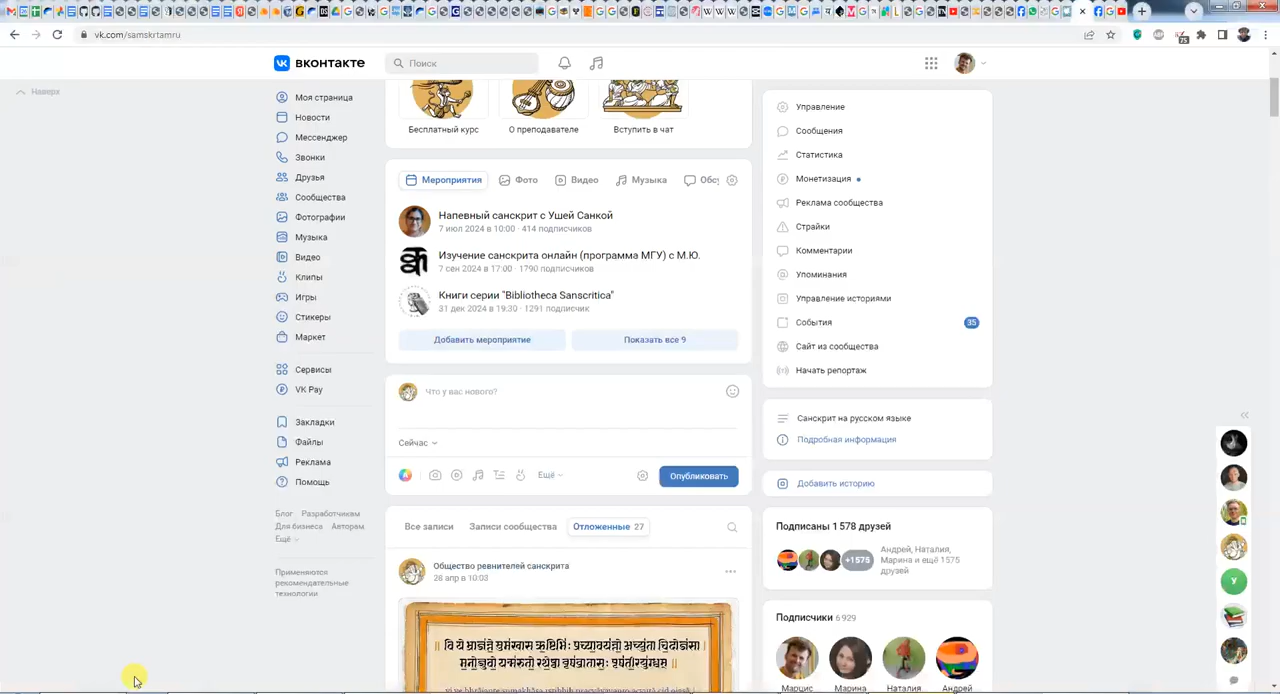 vk.com/samskrtamru
75
вконтакте
Поиск
Наверх
Моя страница
Новости
Мессенджер
Звонки
Друзья
Сообщества
Фотографии
Музыка
Видео
Клипы
Игры
Стикеры
Маркет
Сервисы
VK Pay
Закладки
Файлы
Реклама
Помощь
Блог Разработчикам
Для бизнеса Авторам
Ещё
Применяются
рекомендательные
технологии
Бесплатный курс О преподавателе Вступить в чат
Мероприятия Фото Видео Музыка Обсу
Напевный санскрит с Ушей Санкой
7 июл 2024 в 10:00 · 414 подписчиков
Изучение санскрита онлайн (программа МГУ) с М.Ю.
7 сен 2024 в 17:00 · 1790 подписчиков
Книги серии "Bibliotheca Sanscritica"
31 дек 2024 в 19:30 · 1291 подписчик
Добавить мероприятие Показать все 9
Что у вас нового?
Сейчас
Ещё
Опубликовать
Все записи Записи сообщества Отложенные 27
Общество ревнителей санскрита
26 апр в 10:03
Управление
Сообщения
Статистика
Монетизация
Реклама сообщества
Страйки
Комментарии
Упоминания
Управление историями
События 35
Сайт из сообщества
Начать репортаж
Санскрит на русском языке
Подробная информация
Добавить историю
Подписаны 1 578 друзей
+1575
Андрей, Наталия,
Марина и ещё 1575
друзей
Подписчики 6 929
Марцис Марина Наталия Андрей
У